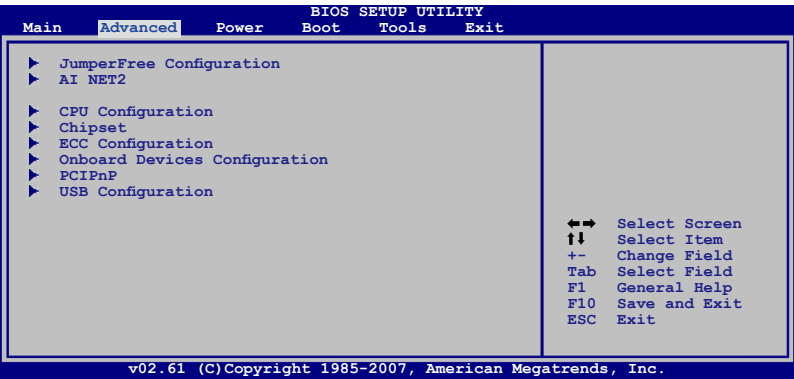 BIOS SETUP UTILITY
Main Advanced Power Boot Tools Exit
JumperFree Configuration
AI NET2
CPU Configuration
Chipset
ECC Configuration
Onboard Devices Configuration
PCIPnP
USB Configuration
←→ Select Screen
↑↓ Select Item
+- Change Field
Tab Select Field
F1 General Help
F10 Save and Exit
ESC Exit
v02.61 (C)Copyright 1985-2007, American Megatrends, Inc.